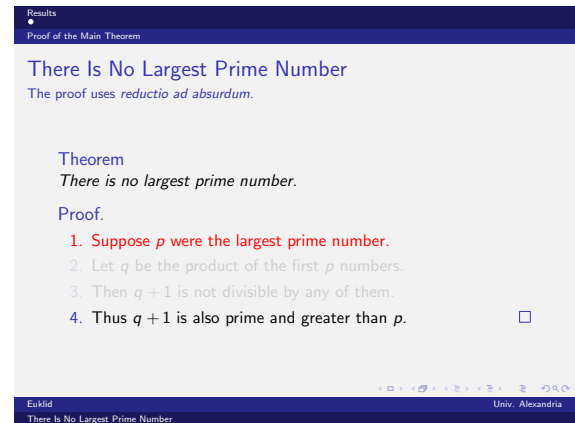 Results
Proof of the Main Theorem
There Is No Largest Prime Number
The proof uses reductio ad absurdum.
Theorem
There is no largest prime number.
Proof.
1. Suppose p were the largest prime number.
2. Let q be the product of the first p numbers.
3. Then q + 1 is not divisible by any of them.
4. Thus q + 1 is also prime and greater than p.
Euklid Univ. Alexandria
There Is No Largest Prime Number